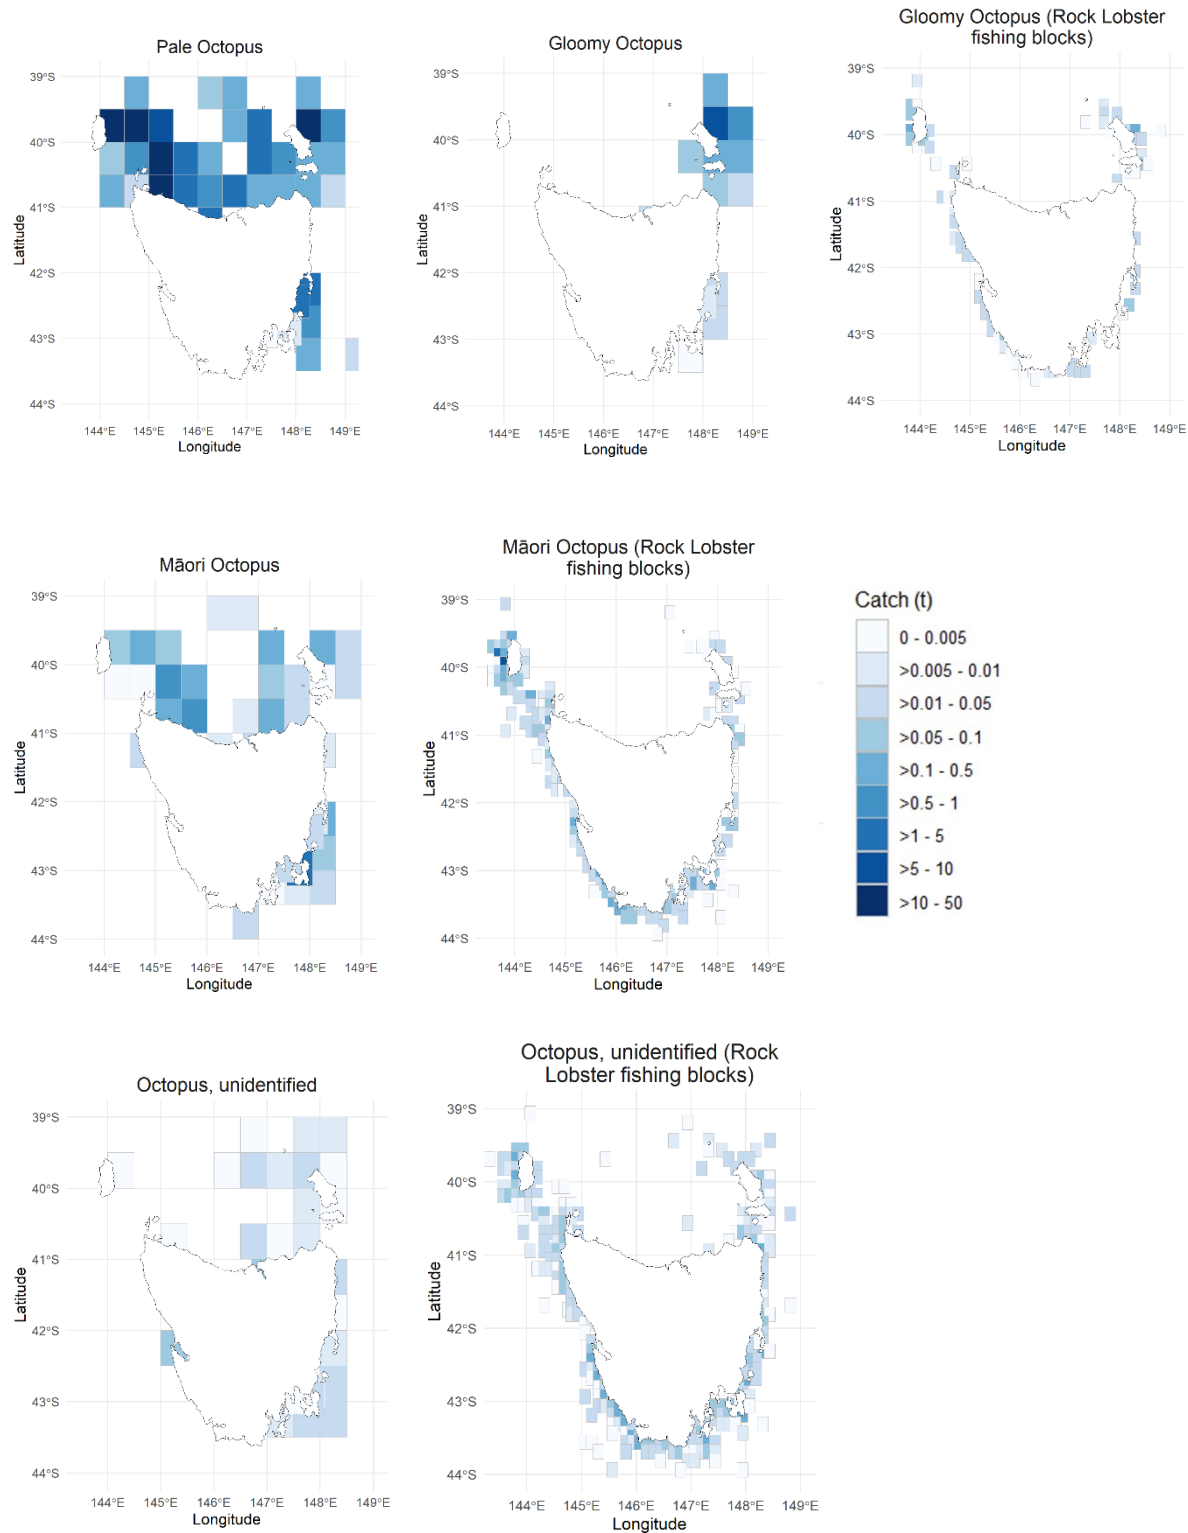 Pale Octopus
39°S
40°S
41°S
42°S
43°S
44°S
Latitude
144°E 145°E 146°E 147°E 148°E 149°E
Longitude
Gloomy Octopus
39°S
40°S
41°S
42°S
43°S
44°S
Latitude
144°E 145°E 146°E 147°E 148°E 149°E
Longitude
Gloomy Octopus (Rock Lobster
fishing blocks)
39°S
40°S
41°S
42°S
43°S
44°S
Latitude
144°E 145°E 146°E 147°E 148°E 149°E
Longitude
Māori Octopus
39°S
40°S
41°S
42°S
43°S
44°S
Latitude
144°E 145°E 146°E 147°E 148°E 149°E
Longitude
Māori Octopus (Rock Lobster
fishing blocks)
39°S
40°S
41°S
42°S
43°S
44°S
Latitude
144°E 145°E 146°E 147°E 148°E 149°E
Longitude
Catch (t)
0 - 0.005
>0.005 - 0.01
>0.01 - 0.05
>0.05 - 0.1
>0.1 - 0.5
>0.5 - 1
>1 - 5
>5 - 10
>10 - 50
Octopus, unidentified
39°S
40°S
41°S
42°S
43°S
44°S
Latitude
144°E 145°E 146°E 147°E 148°E 149°E
Longitude
Octopus, unidentified (Rock
Lobster fishing blocks)
39°S
40°S
41°S
42°S
43°S
44°S
Latitude
144°E 145°E 146°E 147°E 148°E 149°E
Longitude